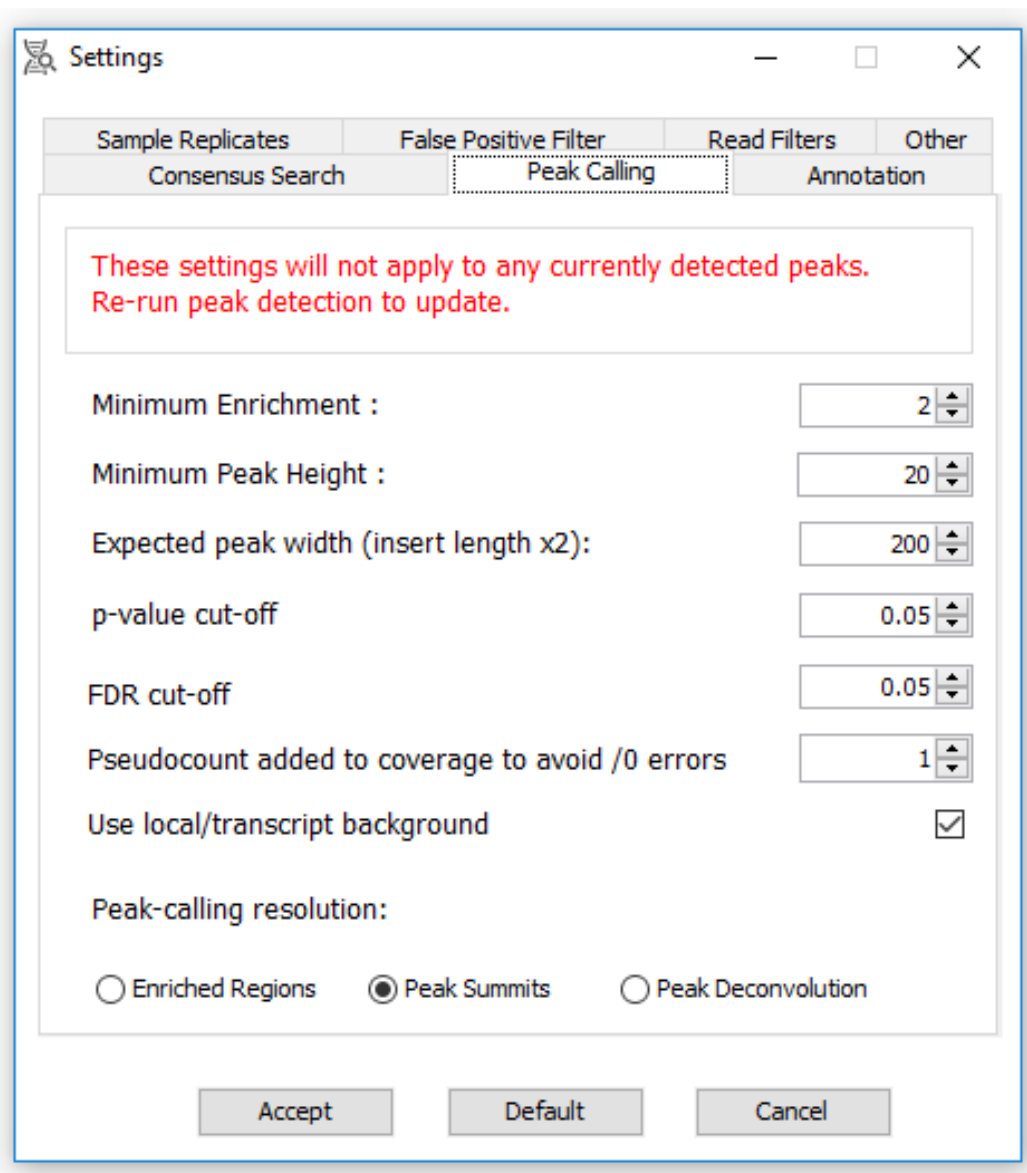 Settings
Sample Replicates False Positive Filter Read Filters Other
Consensus Search Peak Calling Annotation
These settings will not apply to any currently detected peaks.
Re-run peak detection to update.
Minimum Enrichment : 2
Minimum Peak Height : 20
Expected peak width (insert length x2): 200
p-value cut-off 0.05
FDR cut-off 0.05
Pseudocount added to coverage to avoid /0 errors 1
Use local/transcript background
Peak-calling resolution:
Enriched Regions Peak Summits Peak Deconvolution
Accept Default Cancel